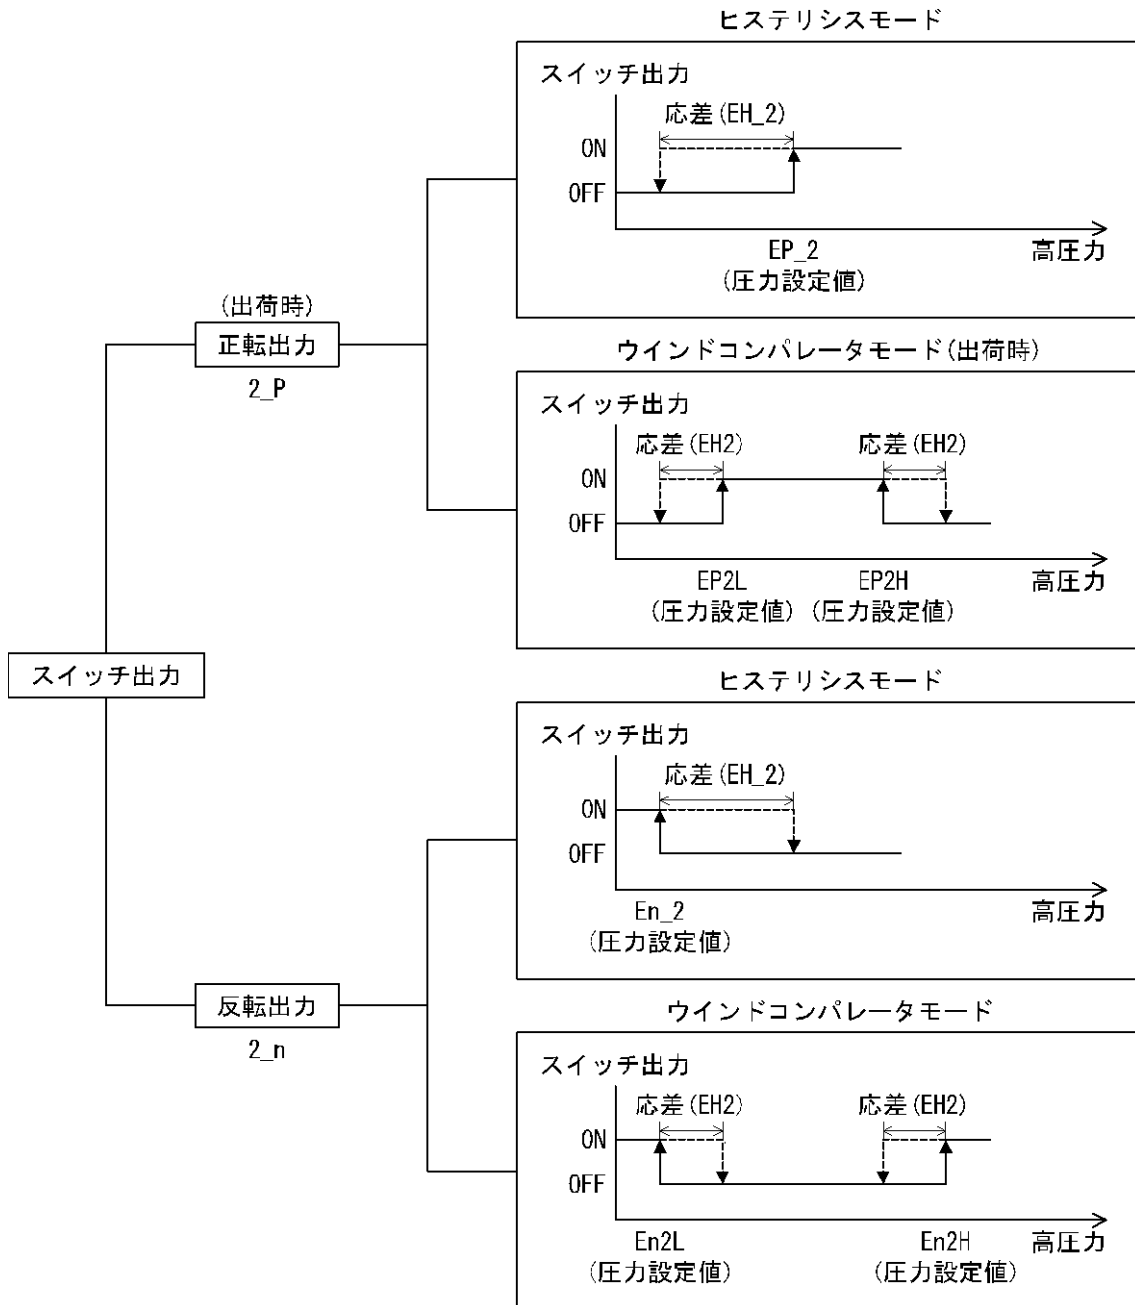 ヒステリシスモード
スイッチ出力
応差(EH_2)
ON
OFF
EP_2
(圧力設定値)
高圧力
(出荷時)
正転出力
2_P
ウインドコンパレータモード(出荷時)
スイッチ出力
応差(EH2) 応差(EH2)
ON
OFF
EP2L EP2H 高圧力
(圧力設定値) (圧力設定値)
スイッチ出力
ヒステリシスモード
スイッチ出力
応差(EH_2)
ON
OFF
En_2 高圧力
(圧力設定値)
反転出力
2_n
ウインドコンパレータモード
スイッチ出力
応差(EH2) 応差(EH2)
ON
OFF
En2L En2H 高圧力
(圧力設定値) (圧力設定値)